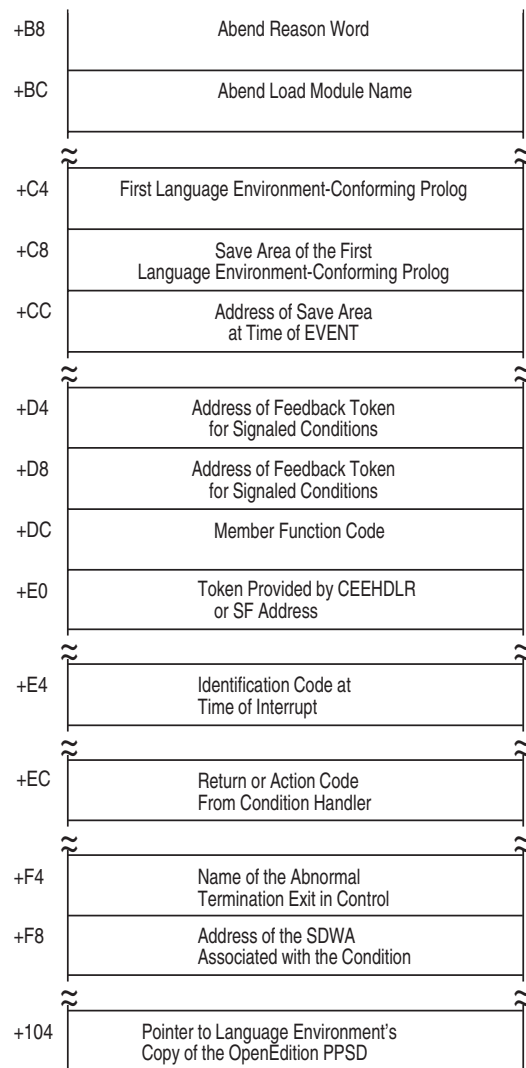 +B8 Abend Reason Word
+BC Abend Load Module Name
+C4 First Language Environment-Conforming Prolog
+C8 Save Area of the First
Language Environment-Conforming Prolog
+CC Address of Save Area
at Time of EVENT
+D4 Address of Feedback Token
for Signaled Conditions
+D8 Address of Feedback Token
for Signaled Conditions
+DC Member Function Code
+E0 Token Provided by CEEHDLR
or SF Address
+E4 Identification Code at
Time of Interrupt
+EC Return or Action Code
From Condition Handler
+F4 Name of the Abnormal
Termination Exit in Control
+F8 Address of the SDWA
Associated with the Condition
+104 Pointer to Language Environment's
Copy of the OpenEdition PPSD